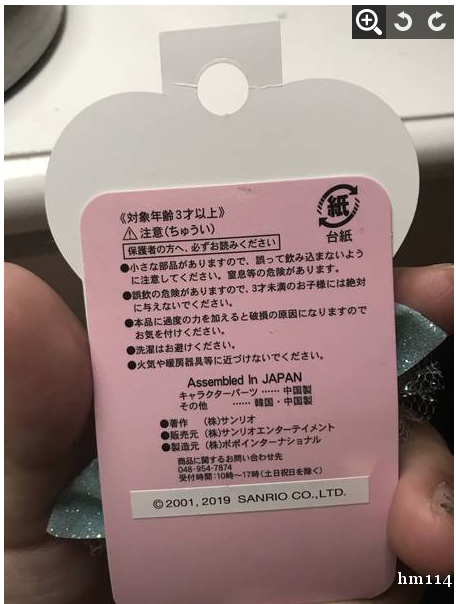 紙
台紙
《対象年齢3才以上》
⚠注意(ちゅうい)
保護者の方へ、必ずお読みください
●小さな部品がありますので、誤って飲み込まないよう
に注意してください。窒息等の危険があります。
●誤飲の危険がありますので、3才未満のお子様には絶対
に与えないでください。
●本品に過度の力を加えると破損の原因になりますので
お気を付けください。
●洗濯はお避けください。
●火気や暖房器具等に近づけないでください。
Assembled In JAPAN
キャラクターパーツ ...... 中国製
その他 ...... 韓国・中国製
●著作 (株)サンリオ
●販売元 (株)サンリオエンターテイメント
●製造元 (株)ポポインターナショナル
商品に関するお問い合わせ先
048-954-7874
受付時間:10時〜17時(土日祝日を除く)
©2001, 2019 SANRIO CO.,LTD.
hm114